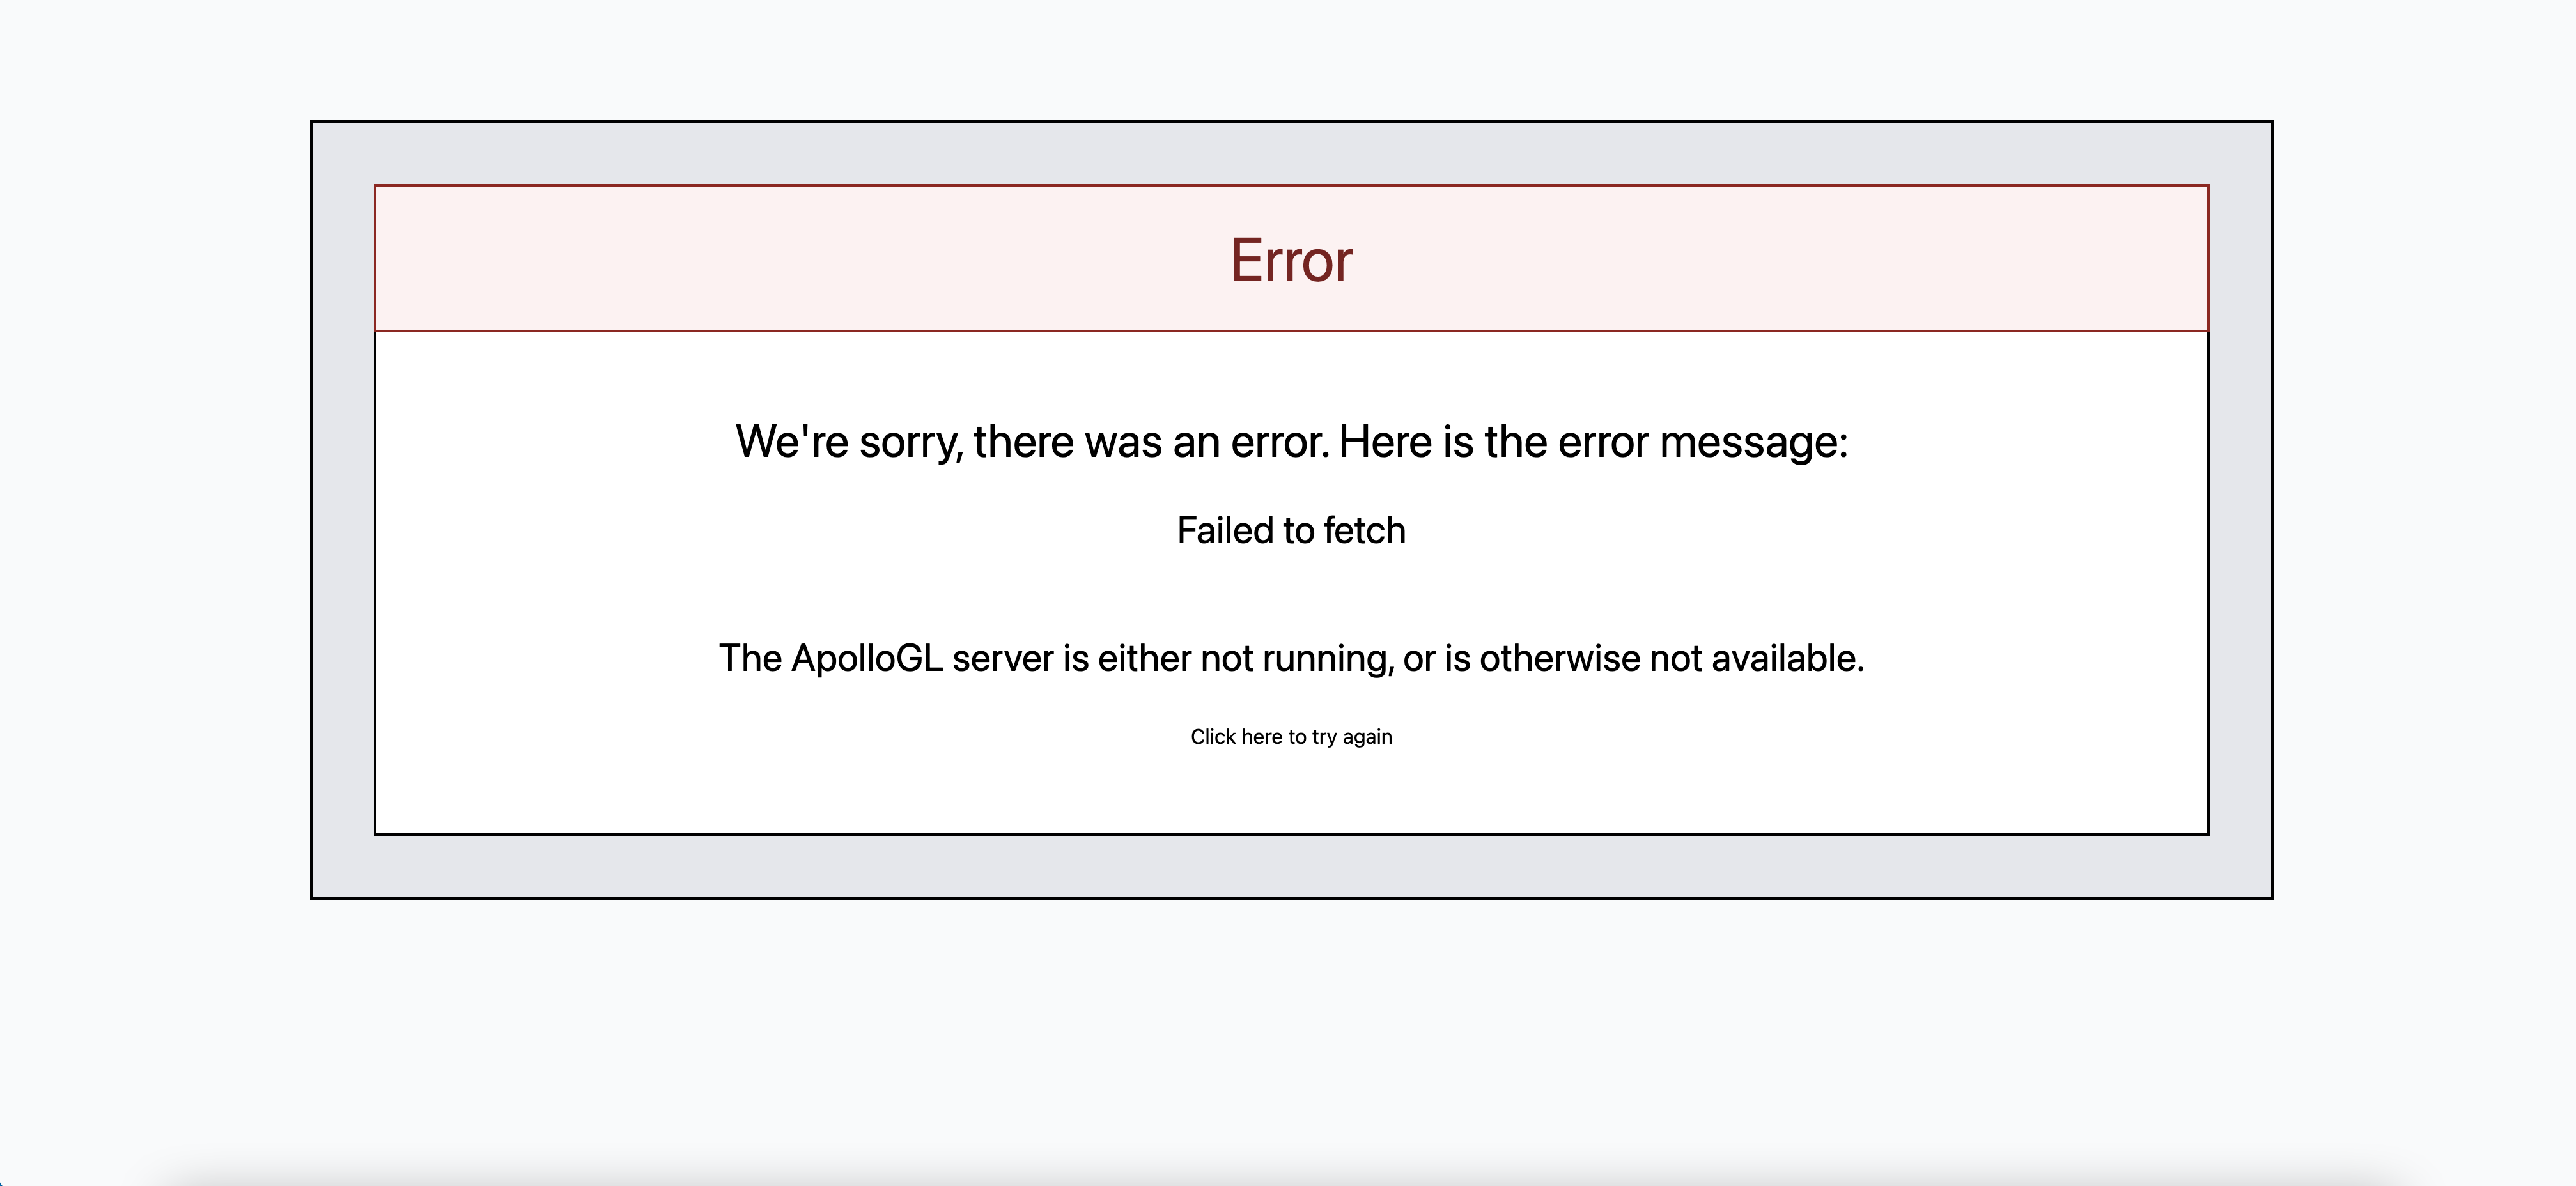 Error
We're sorry, there was an error. Here is the error message:
Failed to fetch
The ApolloGL server is either not running, or is otherwise not available.
Click here to try again